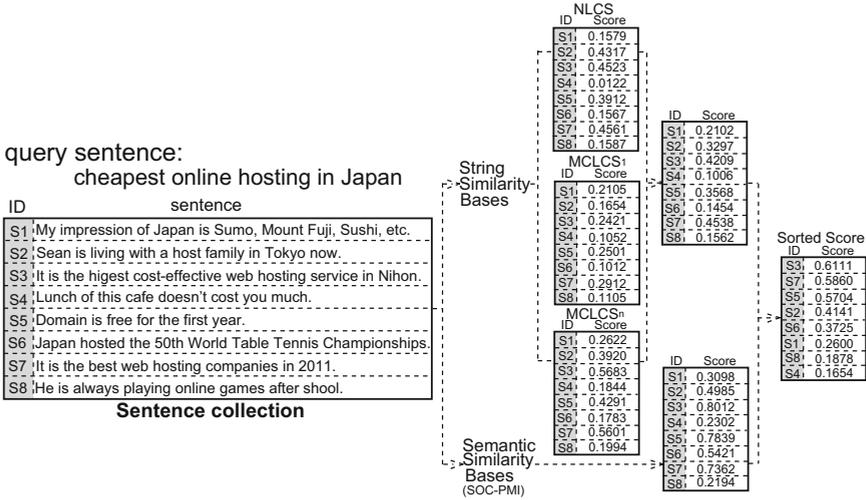 query sentence:
cheapest online hosting in Japan
ID sentence
S1 My impression of Japan is Sumo, Mount Fuji, Sushi, etc.
S2 Sean is living with a host family in Tokyo now.
S3 It is the higest cost-effective web hosting service in Nihon.
S4 Lunch of this cafe doesn't cost you much.
S5 Domain is free for the first year.
S6 Japan hosted the 50th World Table Tennis Championships.
S7 It is the best web hosting companies in 2011.
S8 He is always playing online games after shool.
Sentence collection
String
Similarity
Bases
Semantic
Similarity
Bases
(SOC-PMI)
NLCS
ID Score
S1 0.1579
S2 0.4317
S3 0.4523
S4 0.0122
S5 0.3912
S6 0.1567
S7 0.4561
S8 0.1587
MCLCS1
ID Score
S1 0.2105
S2 0.1654
S3 0.2421
S4 0.1052
S5 0.2501
S6 0.1012
S7 0.2912
S8 0.1105
MCLCSn
ID Score
S1 0.2622
S2 0.3920
S3 0.5683
S4 0.1844
S5 0.4291
S6 0.1783
S7 0.5601
S8 0.1994
ID Score
S1 0.2102
S2 0.3297
S3 0.4209
S4 0.1006
S5 0.3568
S6 0.1454
S7 0.4538
S8 0.1562
ID Score
S1 0.3098
S2 0.4985
S3 0.8012
S4 0.2302
S5 0.7839
S6 0.5421
S7 0.7362
S8 0.2194
Sorted Score
ID Score
S3 0.6111
S7 0.5860
S5 0.5704
S2 0.4141
S6 0.3725
S1 0.2600
S8 0.1878
S4 0.1654